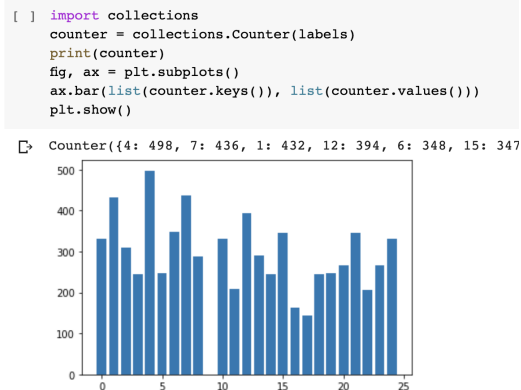 [ ] import collections
counter = collections.Counter(labels)
print(counter)
fig, ax = plt.subplots()
ax.bar(list(counter.keys()), list(counter.values()))
plt.show()
Counter({4: 498, 7: 436, 1: 432, 12: 394, 6: 348, 15: 347
500
400
300
200
100
0
0 5 10 15 20 25